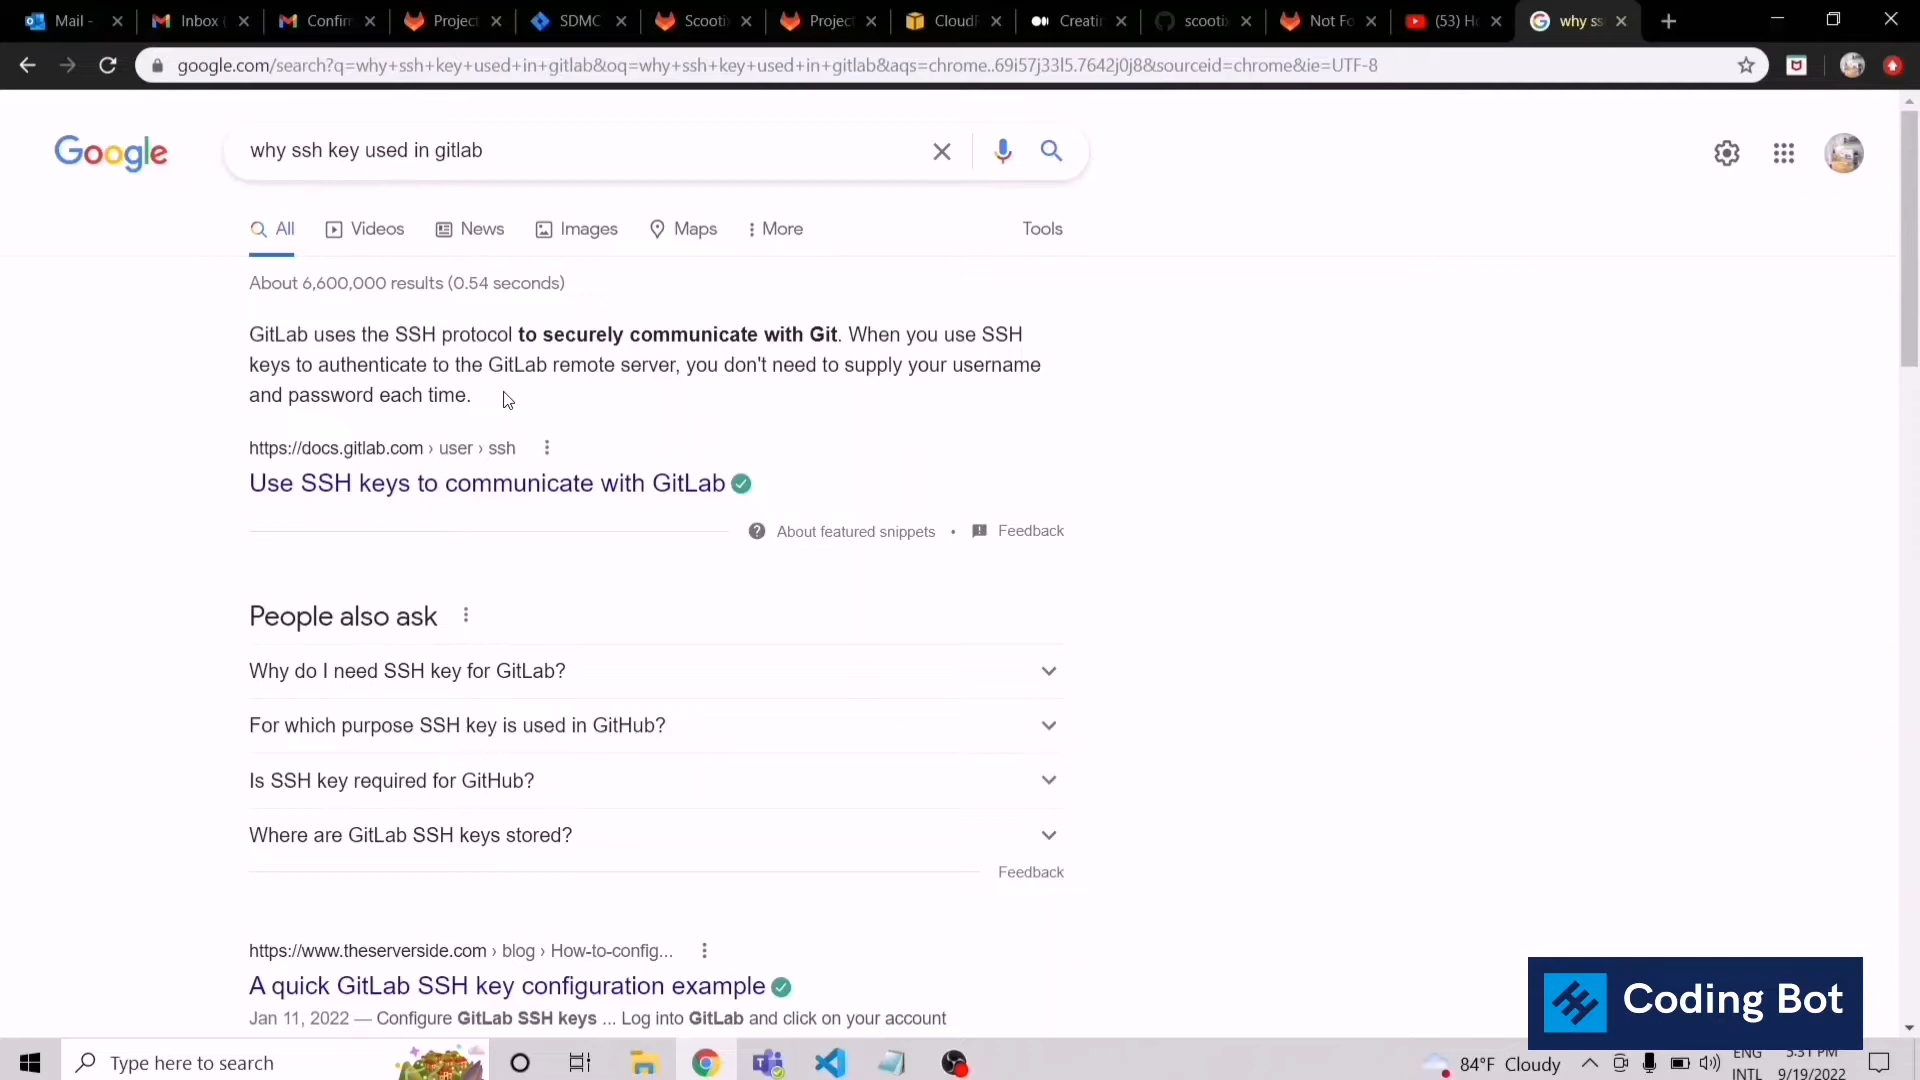 Mail -
Inbox (
Confirm
Project
SDMC
Scootix
Project
CloudF
Creatin
scootix
Not Fo
(53) Ho
why ss
google.com/search?q=why+ssh+key+used+in+gitlab&oq=why+ssh+key+used+in+gitlab&aqs=chrome..69i57j33l5.7642j0j8&sourceid=chrome&ie=UTF-8
Google
why ssh key used in gitlab
All
Videos
News
Images
Maps
More
Tools
About 6,600,000 results (0.54 seconds)
GitLab uses the SSH protocol to securely communicate with Git. When you use SSH
keys to authenticate to the GitLab remote server, you don't need to supply your username
and password each time.
https://docs.gitlab.com › user › ssh
Use SSH keys to communicate with GitLab
About featured snippets • Feedback
People also ask
Why do I need SSH key for GitLab?
For which purpose SSH key is used in GitHub?
Is SSH key required for GitHub?
Where are GitLab SSH keys stored?
Feedback
https://www.theserverside.com › blog › How-to-config...
A quick GitLab SSH key configuration example
Jan 11, 2022 — Configure GitLab SSH keys ... Log into GitLab and click on your account
Coding Bot
Type here to search
84°F Cloudy
ENG
INTL
5:31 PM
9/19/2022